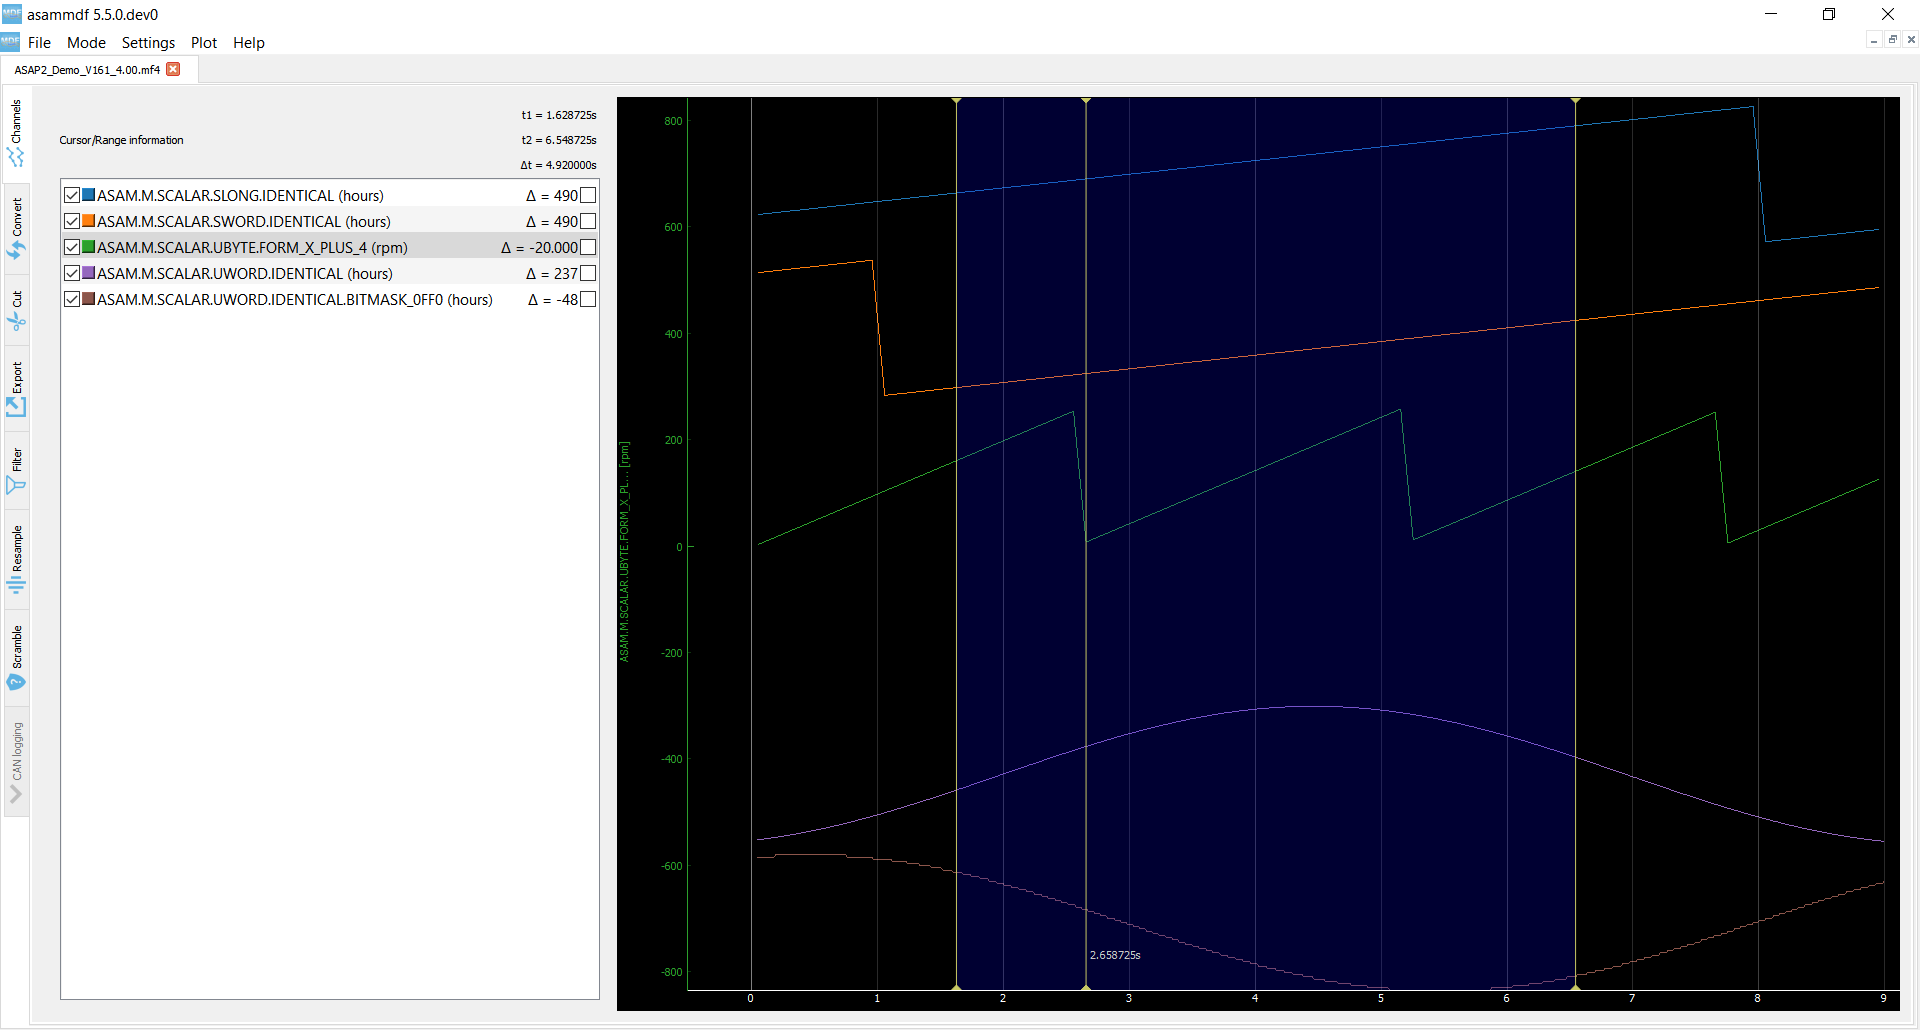 MDF asammdf 5.5.0.dev0
MDF File Mode Settings Plot Help
ASAP2_Demo_V161_4.00.mf4
Channels
Convert
Cut
Export
Filter
Resample
Scramble
CAN logging
t1 = 1.628725s
Cursor/Range information
t2 = 6.548725s
Δt = 4.920000s
ASAM.M.SCALAR.SLONG.IDENTICAL (hours) Δ = 490
ASAM.M.SCALAR.SWORD.IDENTICAL (hours) Δ = 490
ASAM.M.SCALAR.UBYTE.FORM_X_PLUS_4 (rpm) Δ = -20.000
ASAM.M.SCALAR.UWORD.IDENTICAL (hours) Δ = 237
ASAM.M.SCALAR.UWORD.IDENTICAL.BITMASK_0FF0 (hours) Δ = -48
ASAM.M.SCALAR.UBYTE.FORM_X_PL... [rpm]
800
600
400
200
0
-200
-400
-600
-800
2.658725s
0 1 2 3 4 5 6 7 8 9